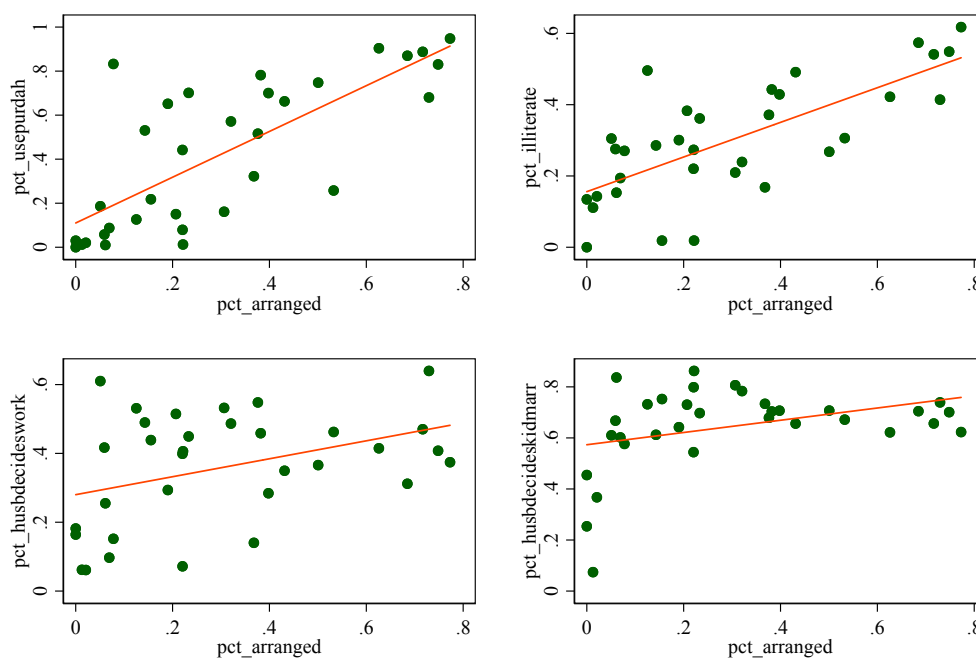 pct_usepurdah
0 .2 .4 .6 .8 1
0 .2 .4 .6 .8
pct_arranged
pct_illiterate
0 .2 .4 .6
0 .2 .4 .6 .8
pct_arranged
pct_husbdecideswork
0 .2 .4 .6
0 .2 .4 .6 .8
pct_arranged
pct_husbdecideskidmarr
0 .2 .4 .6 .8
0 .2 .4 .6 .8
pct_arranged